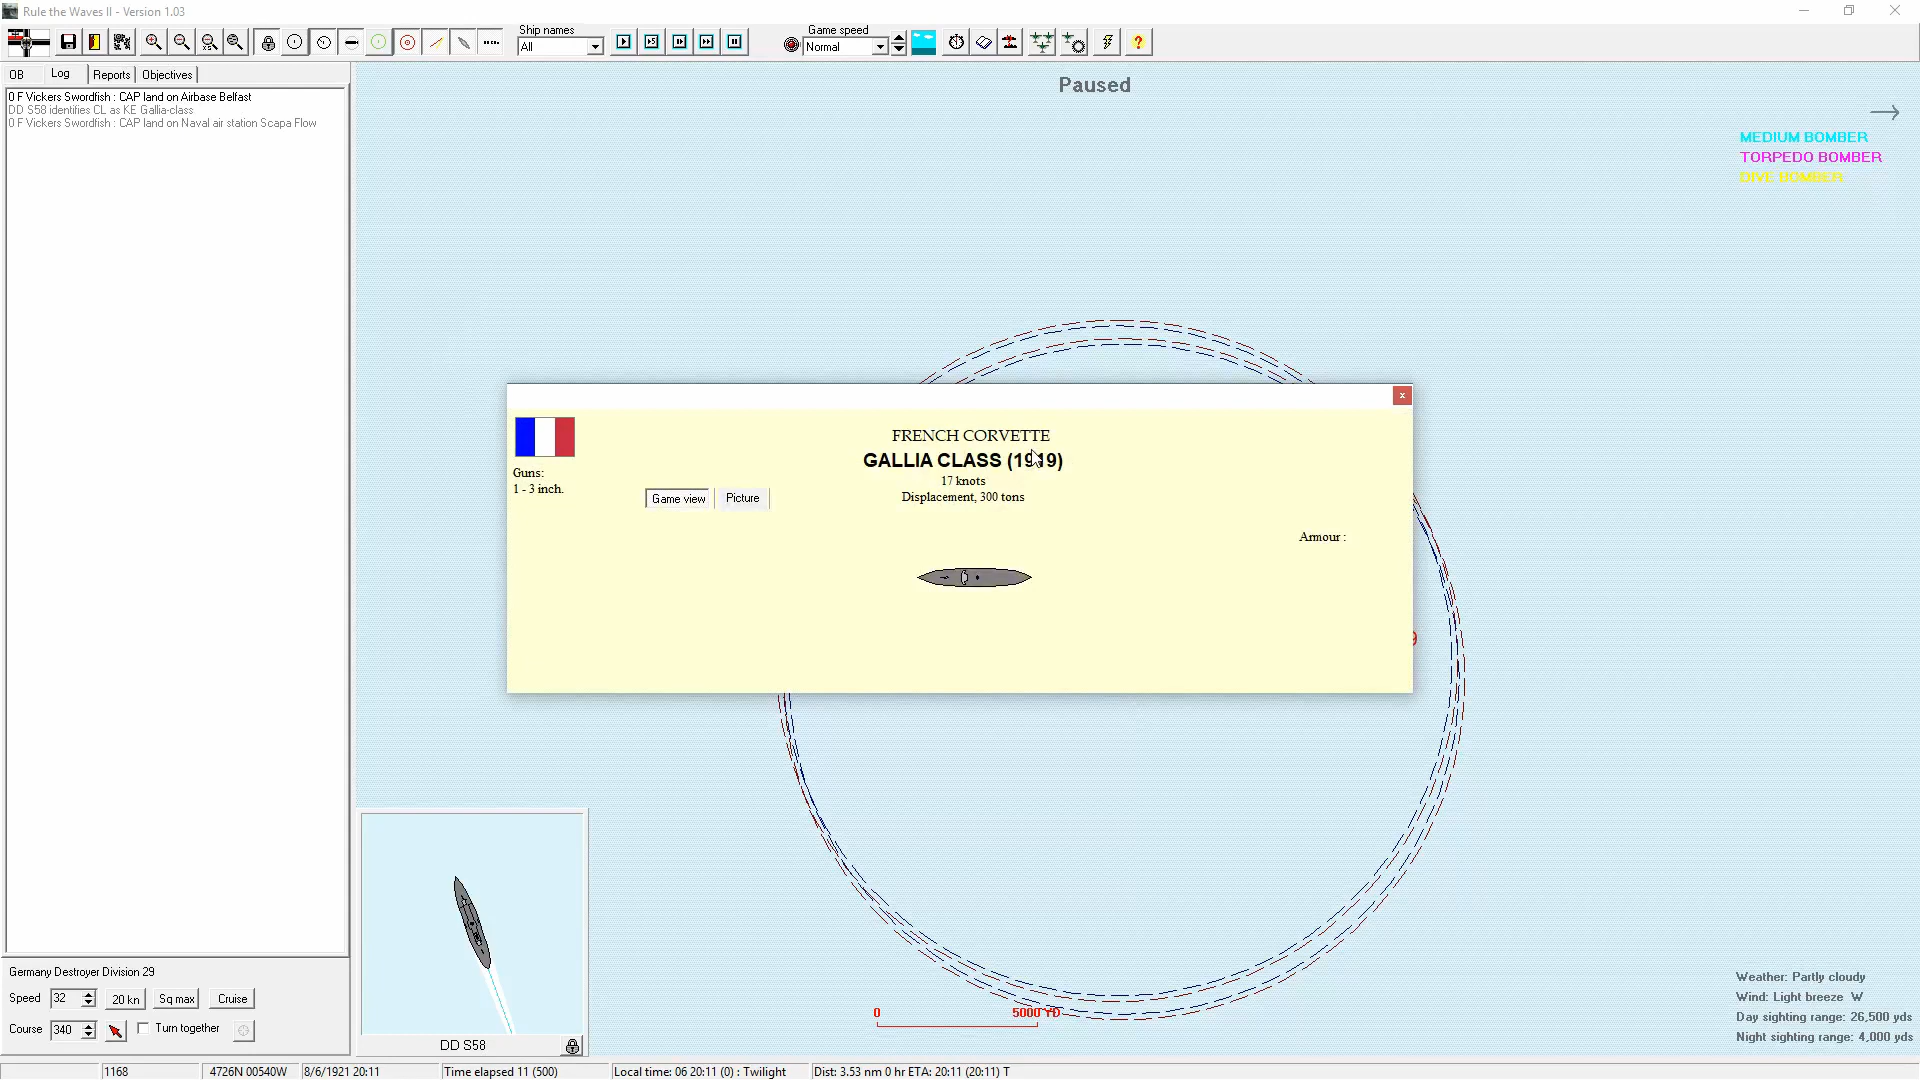 Rule the Waves II - Version 1.03
Ship names
All
Game speed
Normal
OB
Log
Reports
Objectives
0 F Vickers Swordfish : CAP land on Airbase Belfast
DD S58 identifies CL as KE Gallia-class
0 F Vickers Swordfish : CAP land on Naval air station Scapa Flow
Paused
MEDIUM BOMBER
TORPEDO BOMBER
DIVE BOMBER
FRENCH CORVETTE
GALLIA CLASS (1919)
17 knots
Displacement, 300 tons
Guns:
1 - 3 inch.
Game view
Picture
Armour :
0
5000 YD
Germany Destroyer Division 29
Speed 32 20 kn Sq max Cruise
Course 340 Turn together
DD S58
Weather: Partly cloudy
Wind: Light breeze W
Day sighting range: 26,500 yds
Night sighting range: 4,000 yds
1168
4726N 00540W
8/6/1921 20:11
Time elapsed 11 (500)
Local time: 06 20:11 (0) : Twilight
Dist: 3.53 nm 0 hr ETA: 20:11 (20:11) T